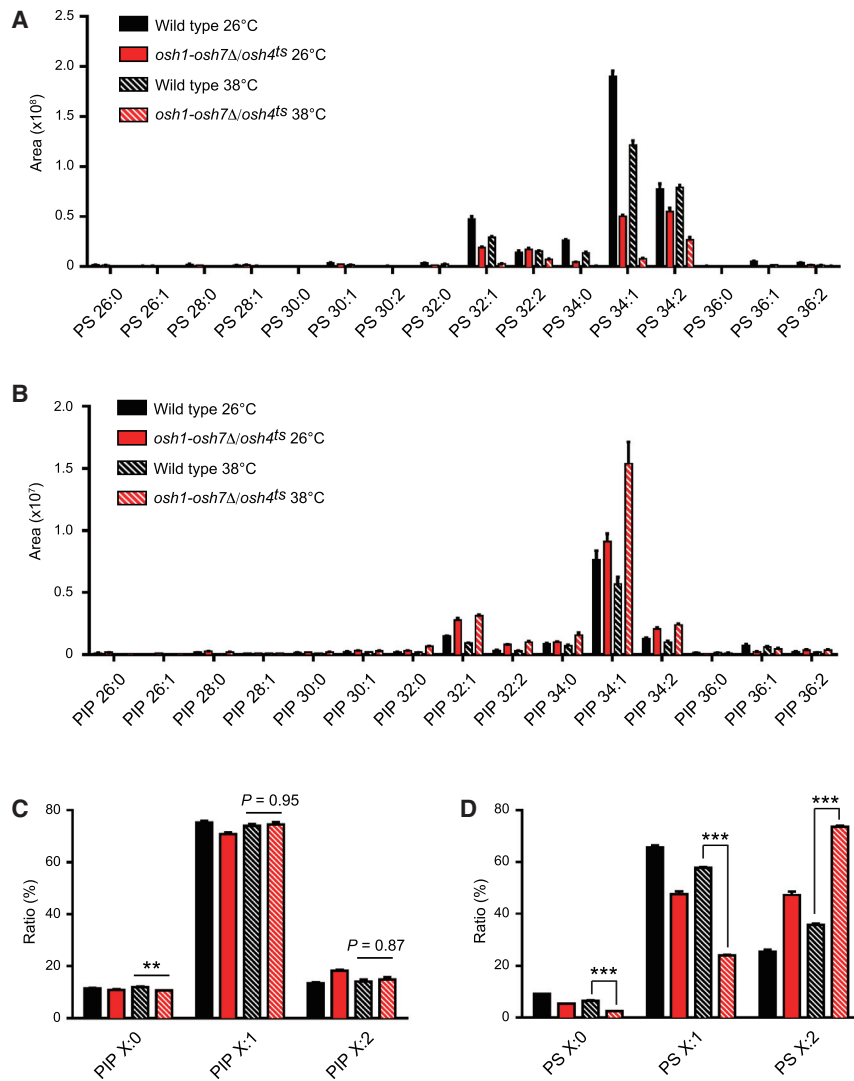 A
2.5
2.0
1.5
1.0
0.5
0
Area (x10⁸)
Wild type 26°C
osh1-osh7Δ/osh4ts 26°C
Wild type 38°C
osh1-osh7Δ/osh4ts 38°C
PS 26:0
PS 26:1
PS 28:0
PS 28:1
PS 30:0
PS 30:1
PS 30:2
PS 32:0
PS 32:1
PS 32:2
PS 34:0
PS 34:1
PS 34:2
PS 36:0
PS 36:1
PS 36:2
B
2.0
1.5
1.0
0.5
0
Area (x10⁷)
Wild type 26°C
osh1-osh7Δ/osh4ts 26°C
Wild type 38°C
osh1-osh7Δ/osh4ts 38°C
PIP 26:0
PIP 26:1
PIP 28:0
PIP 28:1
PIP 30:0
PIP 30:1
PIP 32:0
PIP 32:1
PIP 32:2
PIP 34:0
PIP 34:1
PIP 34:2
PIP 36:0
PIP 36:1
PIP 36:2
C
80
60
40
20
0
Ratio (%)
**
P = 0.95
P = 0.87
PIP X:0
PIP X:1
PIP X:2
D
80
60
40
20
0
Ratio (%)
***
***
***
PS X:0
PS X:1
PS X:2